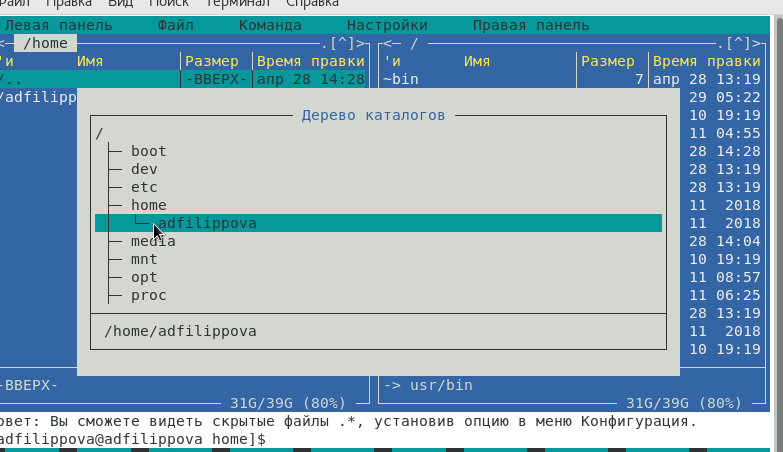 Файл Правка Вид Поиск Терминал Справка
Левая панель Файл Команда Настройки Правая панель
<— /home .[^]> <— / .[^]>
'и Имя Размер Время правки 'и Имя Размер Время правки
/.. -ВВЕРХ- апр 28 14:28 ~bin 7 апр 28 13:19
/adfilipp 29 05:22
10 19:19
Дерево каталогов 11 04:55
/
boot 28 14:28
dev 28 13:19
etc 28 13:19
home 11 2018
adfilippova 11 2018
media 28 14:04
mnt 10 19:19
opt 11 08:57
proc 11 06:25
28 13:19
/home/adfilippova 11 2018
10 19:19
-ВВЕРХ- -> usr/bin
31G/39G (80%) 31G/39G (80%)
овет: Вы сможете видеть скрытые файлы .*, установив опцию в меню Конфигурация.
adfilippova@adfilippova home]$